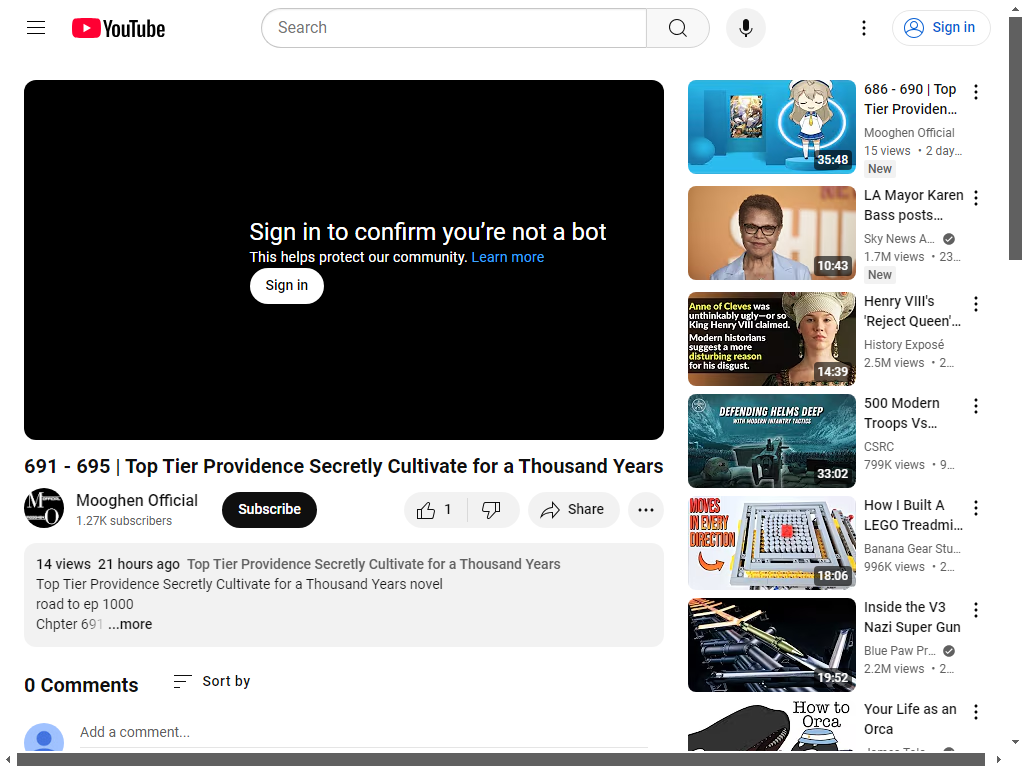 YouTube
Search
Sign in
Sign in to confirm you're not a bot
This helps protect our community. Learn more
Sign in
691 - 695 | Top Tier Providence Secretly Cultivate for a Thousand Years
Mooghen Official
1.27K subscribers
Subscribe
1
Share
14 views 21 hours ago Top Tier Providence Secretly Cultivate for a Thousand Years
Top Tier Providence Secretly Cultivate for a Thousand Years novel
road to ep 1000
Chpter 691 ...more
0 Comments
Sort by
Add a comment...
35:48
686 - 690 | Top
Tier Providen...
Mooghen Official
15 views • 2 day...
New
10:43
LA Mayor Karen
Bass posts...
Sky News A...
1.7M views • 23...
New
Anne of Cleves was
unthinkably ugly—or so
King Henry VIII claimed.
Modern historians
suggest a more
disturbing reason
for his disgust.
14:39
Henry VIII's
'Reject Queen'...
History Exposé
2.5M views • 2...
DEFENDING HELMS DEEP
WITH MODERN INFANTRY TACTICS
33:02
500 Modern
Troops Vs...
CSRC
799K views • 9...
MOVES
IN EVERY
DIRECTION
18:06
How I Built A
LEGO Treadmi...
Banana Gear Stu...
996K views • 2...
19:52
Inside the V3
Nazi Super Gun
Blue Paw Pr...
2.2M views • 2...
How to
Orca
Your Life as an
Orca